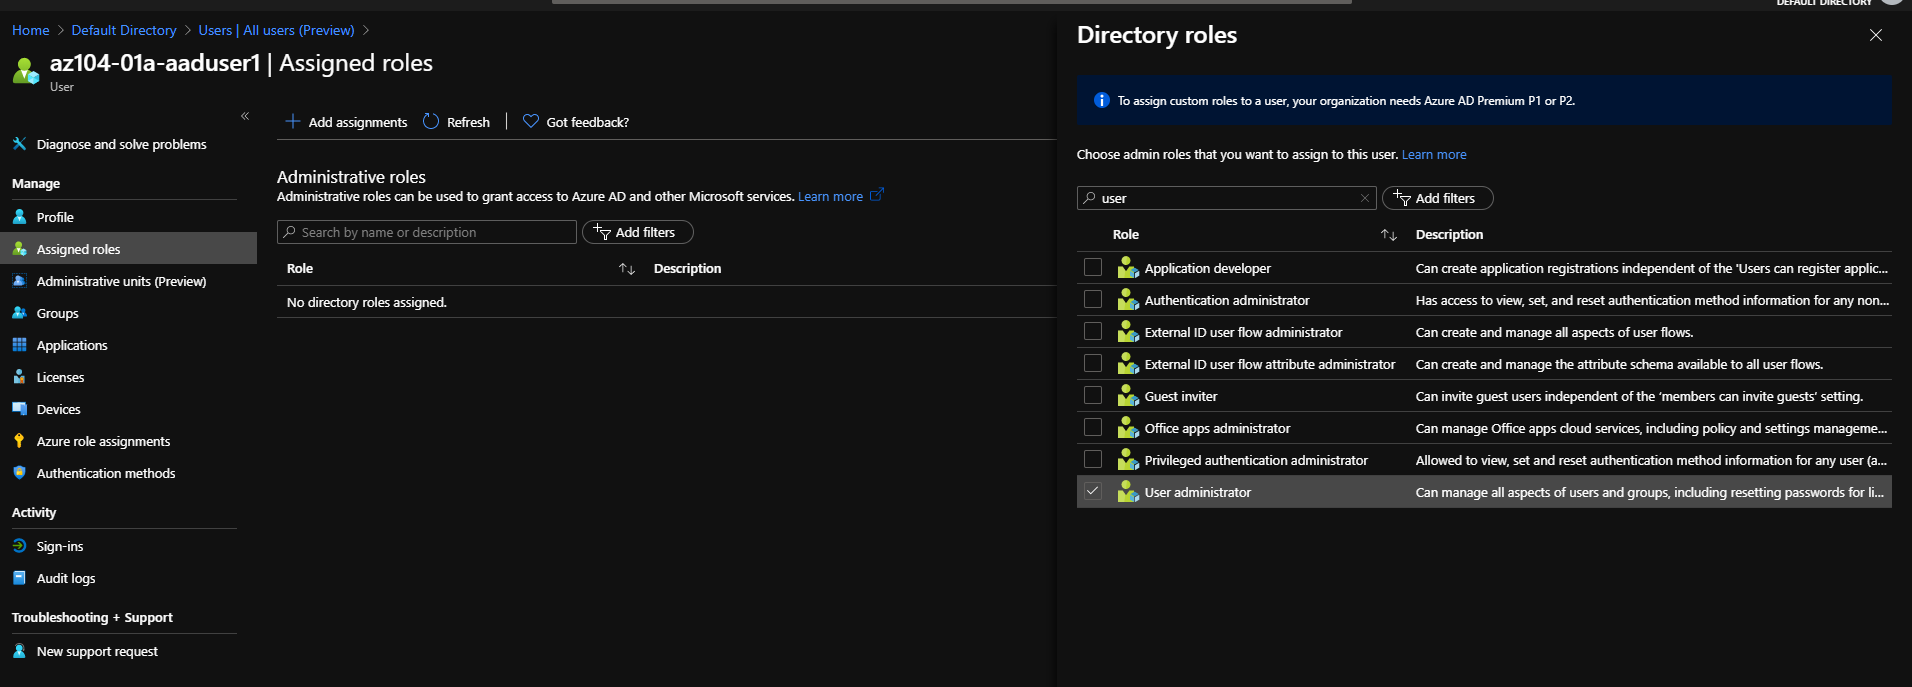 DEFAULT DIRECTORY
Home > Default Directory > Users | All users (Preview) >
az104-01a-aaduser1 | Assigned roles
User
«
Diagnose and solve problems
Manage
Profile
Assigned roles
Administrative units (Preview)
Groups
Applications
Licenses
Devices
Azure role assignments
Authentication methods
Activity
Sign-ins
Audit logs
Troubleshooting + Support
New support request
Add assignments Refresh | Got feedback?
Administrative roles
Administrative roles can be used to grant access to Azure AD and other Microsoft services. Learn more
Search by name or description Add filters
Role Description
No directory roles assigned.
Directory roles
To assign custom roles to a user, your organization needs Azure AD Premium P1 or P2.
Choose admin roles that you want to assign to this user. Learn more
user Add filters
Role Description
Application developer Can create application registrations independent of the 'Users can register applic...
Authentication administrator Has access to view, set, and reset authentication method information for any non...
External ID user flow administrator Can create and manage all aspects of user flows.
External ID user flow attribute administrator Can create and manage the attribute schema available to all user flows.
Guest inviter Can invite guest users independent of the ‘members can invite guests’ setting.
Office apps administrator Can manage Office apps cloud services, including policy and settings manageme...
Privileged authentication administrator Allowed to view, set and reset authentication method information for any user (a...
User administrator Can manage all aspects of users and groups, including resetting passwords for li...